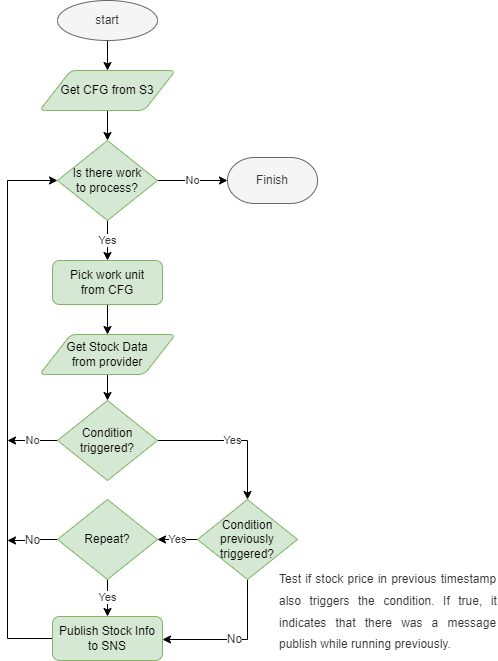 start
Get CFG from S3
Is there work
to process?
No
Finish
Yes
Pick work unit
from CFG
Get Stock Data
from provider
Condition
triggered?
No
Yes
Condition
previously
triggered?
Yes
Repeat?
No
Yes
No
Publish Stock Info
to SNS
Test if stock price in previous timestamp
also triggers the condition. If true, it
indicates that there was a message
publish while running previously.